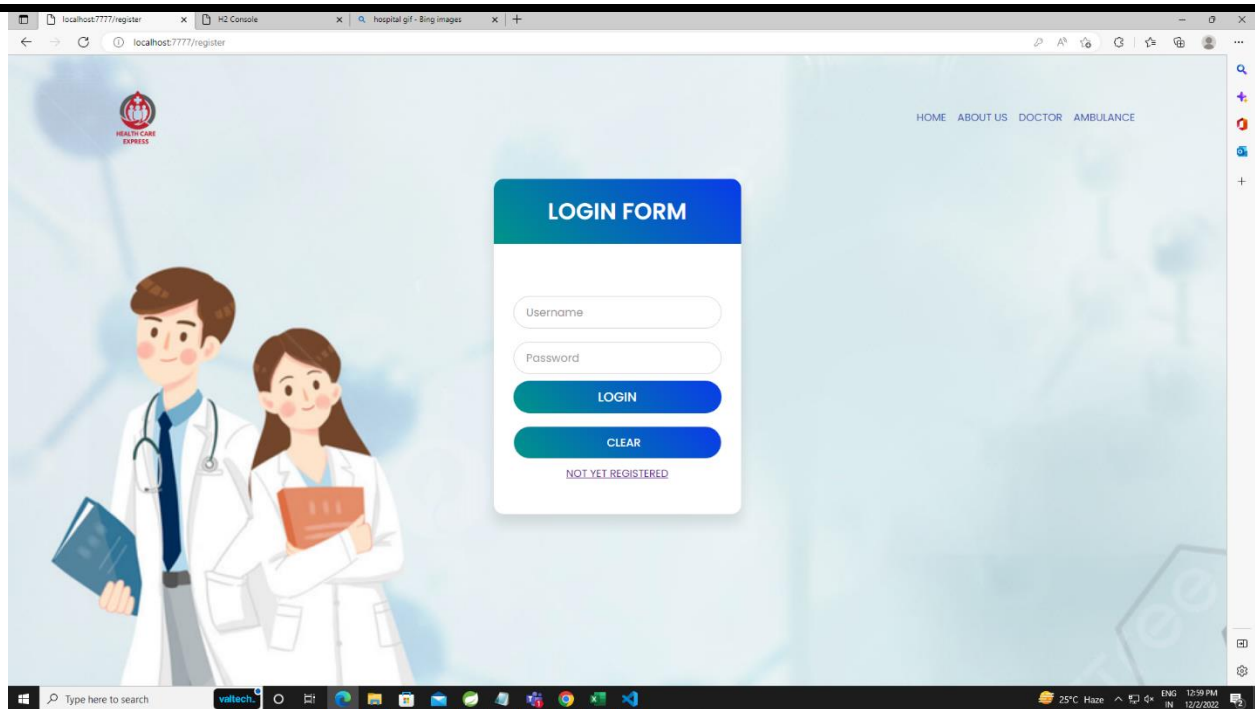 localhost:7777/register
H2 Console
hospital gif - Bing images
localhost:7777/register
HEALTH CARE
EXPRESS
HOME ABOUT US DOCTOR AMBULANCE
LOGIN FORM
Username
Password
LOGIN
CLEAR
NOT YET REGISTERED
Type here to search
valtech.
25°C Haze
ENG
IN
12:59 PM
12/2/2022